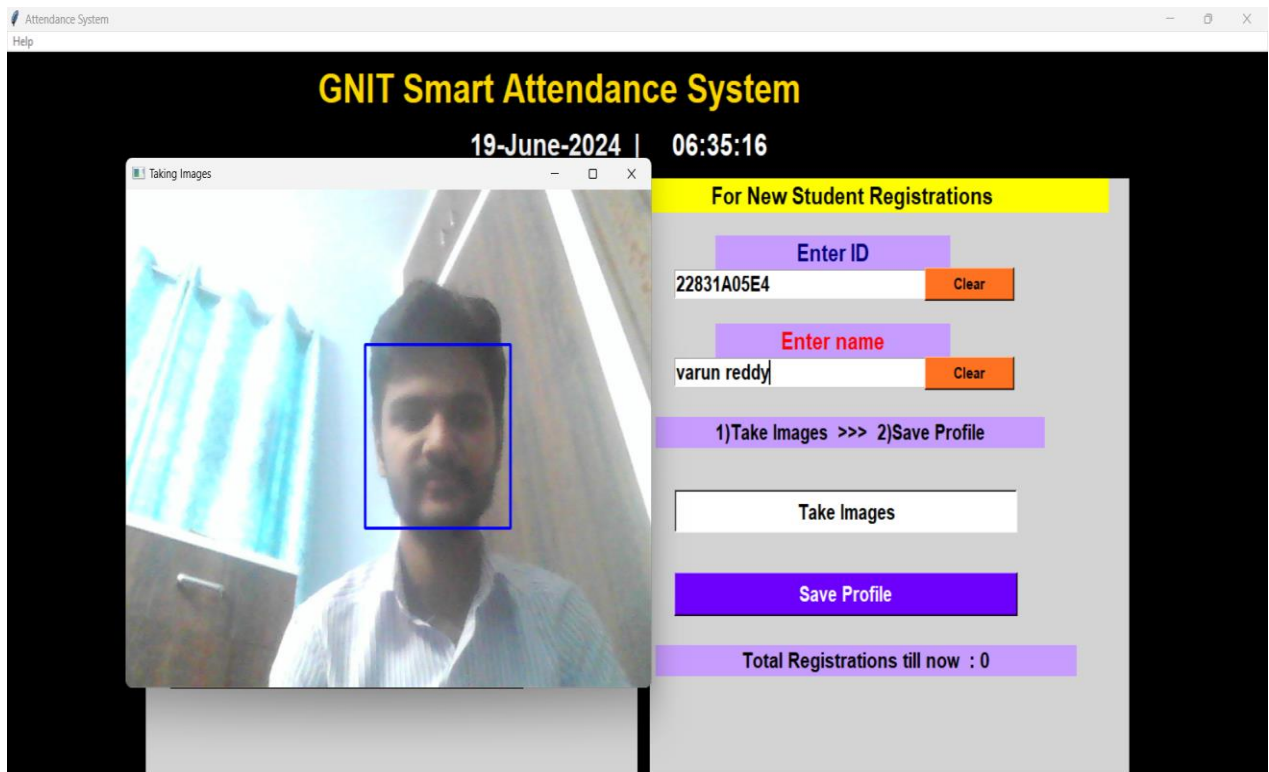 Attendance System
Help
GNIT Smart Attendance System
19-June-2024 | 06:35:16
Taking Images
For New Student Registrations
Enter ID
22831A05E4
Clear
Enter name
varun reddy
Clear
1)Take Images >>> 2)Save Profile
Take Images
Save Profile
Total Registrations till now : 0